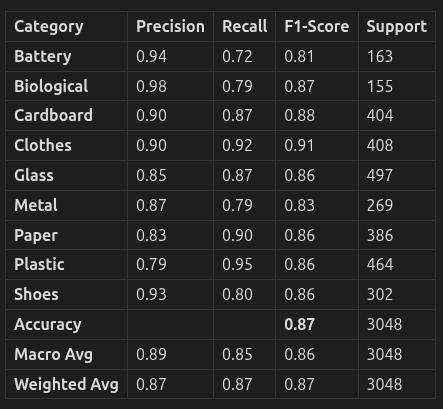 Category Precision Recall F1-Score Support
Battery 0.94 0.72 0.81 163
Biological 0.98 0.79 0.87 155
Cardboard 0.90 0.87 0.88 404
Clothes 0.90 0.92 0.91 408
Glass 0.85 0.87 0.86 497
Metal 0.87 0.79 0.83 269
Paper 0.83 0.90 0.86 386
Plastic 0.79 0.95 0.86 464
Shoes 0.93 0.80 0.86 302
Accuracy 0.87 3048
Macro Avg 0.89 0.85 0.86 3048
Weighted Avg 0.87 0.87 0.87 3048